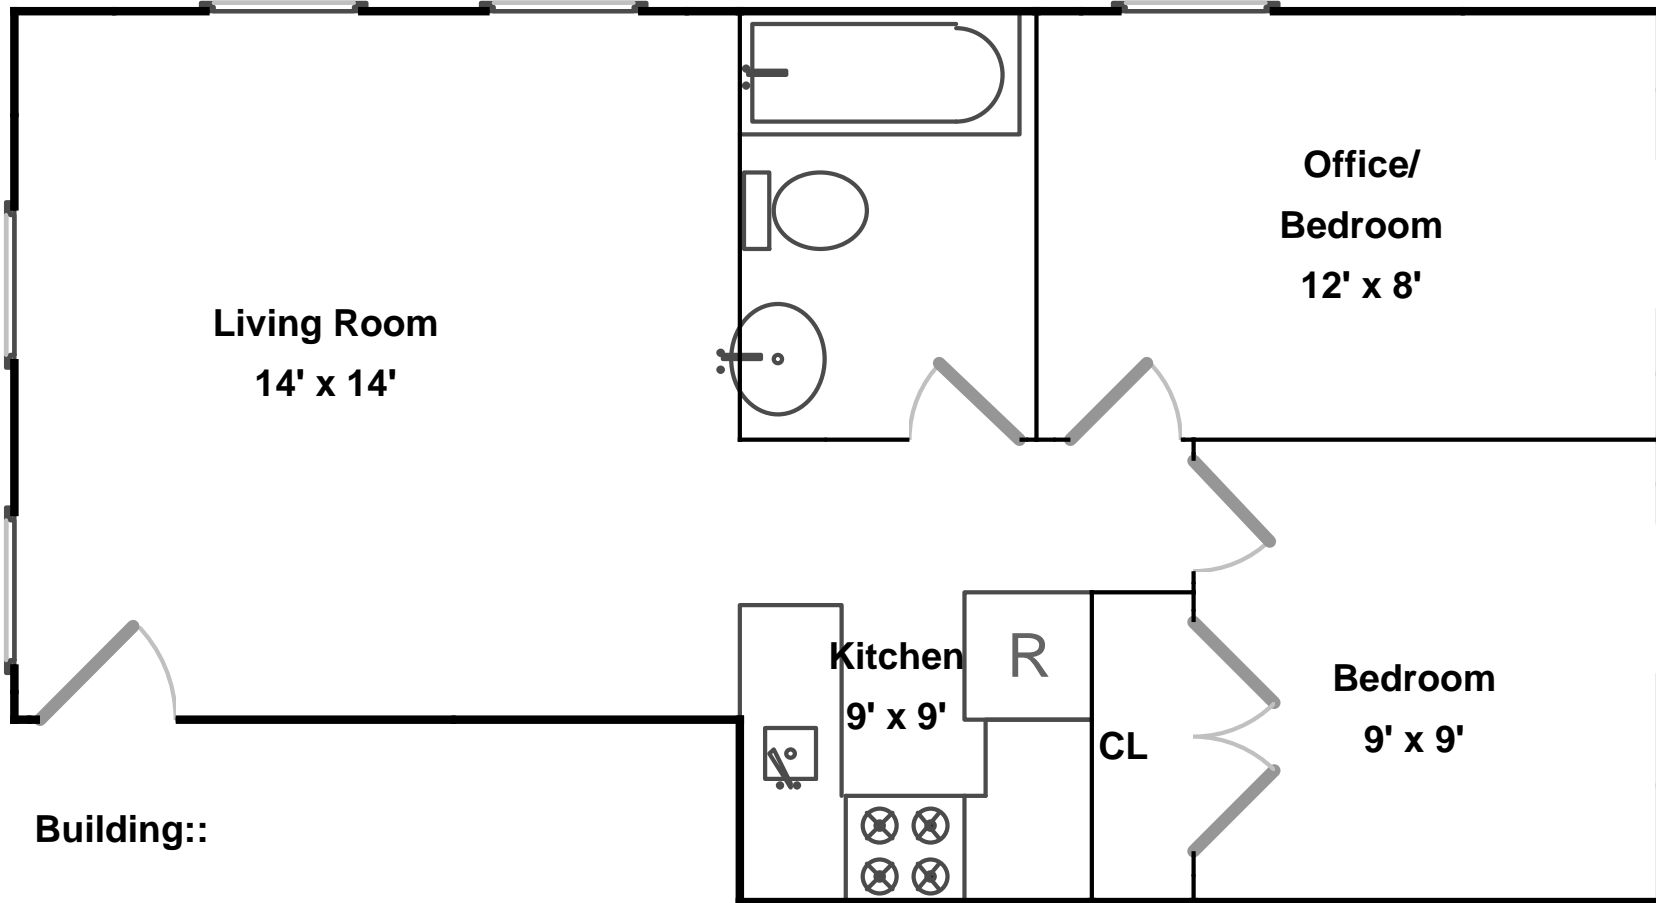 Office/
Bedroom
12' x 8'
Living Room
14' x 14'
Kitchen
9' x 9'
R
CL
Bedroom
9' x 9'
Building::